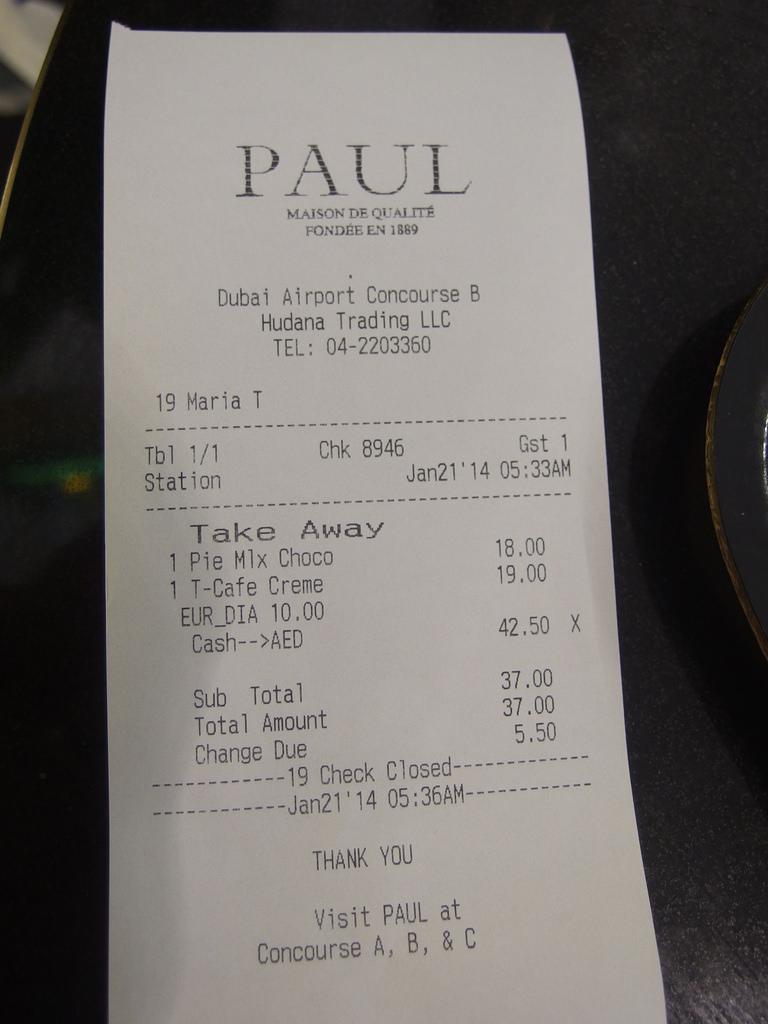 PAUL
MAISON DE QUALITÉ
FONDÉE EN 1889
Dubai Airport Concourse B
Hudana Trading LLC
TEL: 04-2203360
19 Maria T
Tbl 1/1 Chk 8946 Gst 1
Station Jan21'14 05:33AM
Take Away
1 Pie M1x Choco 18.00
1 T-Cafe Creme 19.00
EUR_DIA 10.00
Cash-->AED 42.50 X
Sub Total 37.00
Total Amount 37.00
Change Due 5.50
-----------19 Check Closed-----------
-----------Jan21'14 05:36AM-----------
THANK YOU
Visit PAUL at
Concourse A, B, & C